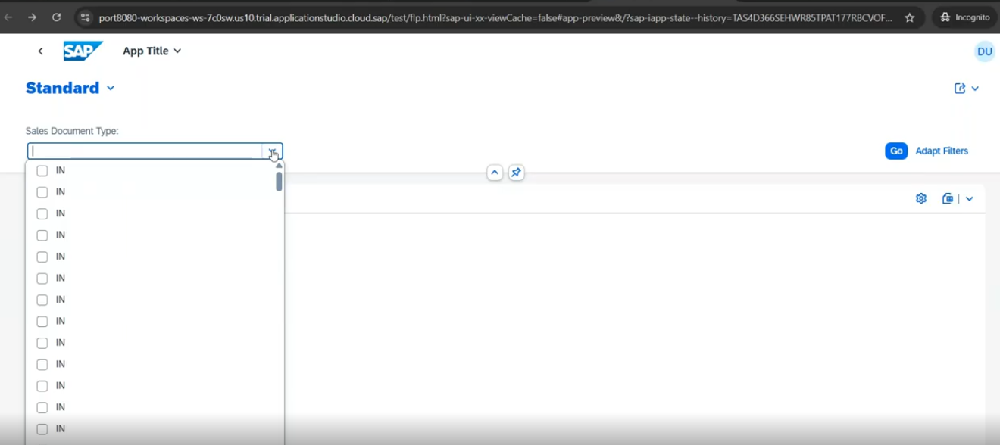 port8080-workspaces-ws-7c0sw.us10.trial.applicationstudio.cloud.sap/test/flp.html?sap-ui-xx-viewCache=false#app-preview&/?sap-iapp-state--history=TAS4D366SEHWR85TPAT177RBCVOF...
Incognito
SAP App Title
DU
Standard
Sales Document Type:
Go Adapt Filters
IN
IN
IN
IN
IN
IN
IN
IN
IN
IN
IN
IN
IN